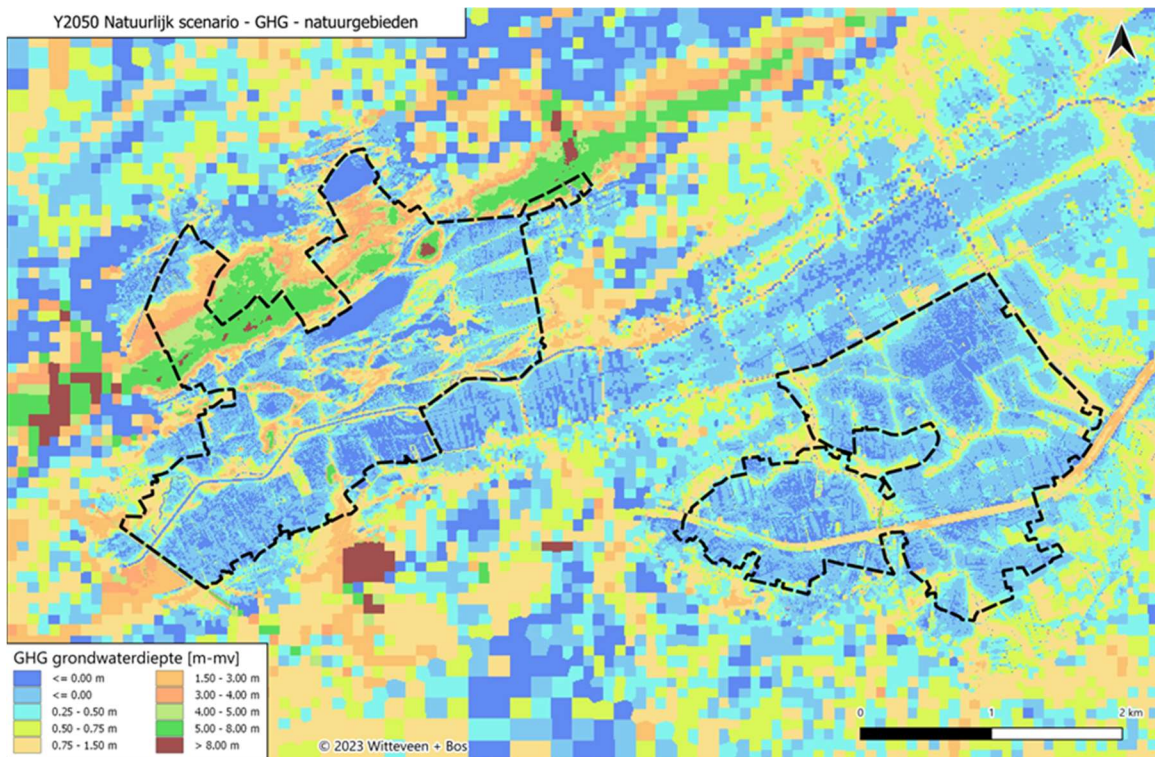 Y2050 Natuurlijk scenario - GHG - natuurgebieden
GHG grondwaterdiepte [m-mv]
<= 0.00 m
<= 0.00
0.25 - 0.50 m
0.50 - 0.75 m
0.75 - 1.50 m
1.50 - 3.00 m
3.00 - 4.00 m
4.00 - 5.00 m
5.00 - 8.00 m
> 8.00 m
© 2023 Witteveen + Bos
0 1 2 km